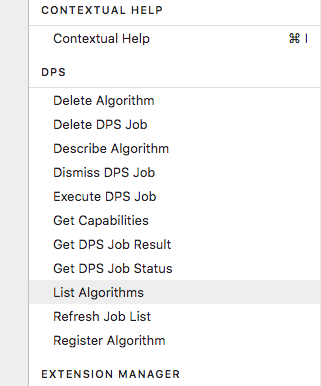 CONTEXTUAL HELP
Contextual Help ⌘ I
DPS
Delete Algorithm
Delete DPS Job
Describe Algorithm
Dismiss DPS Job
Execute DPS Job
Get Capabilities
Get DPS Job Result
Get DPS Job Status
List Algorithms
Refresh Job List
Register Algorithm
EXTENSION MANAGER